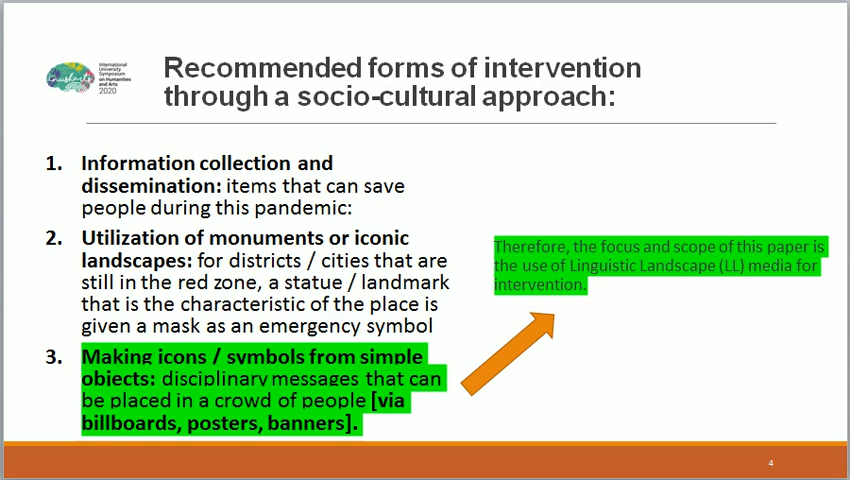 inusharts
International
University
Symposium
on Humanities
and Arts
2020
Recommended forms of intervention
through a socio-cultural approach:
1. Information collection and
dissemination: items that can save
people during this pandemic:
2. Utilization of monuments or iconic
landscapes: for districts / cities that are
still in the red zone, a statue / landmark
that is the characteristic of the place is
given a mask as an emergency symbol
3. Making icons / symbols from simple
objects: disciplinary messages that can
be placed in a crowd of people [via
billboards, posters, banners].
Therefore, the focus and scope of this paper is
the use of Linguistic Landscape (LL) media for
intervention.
4